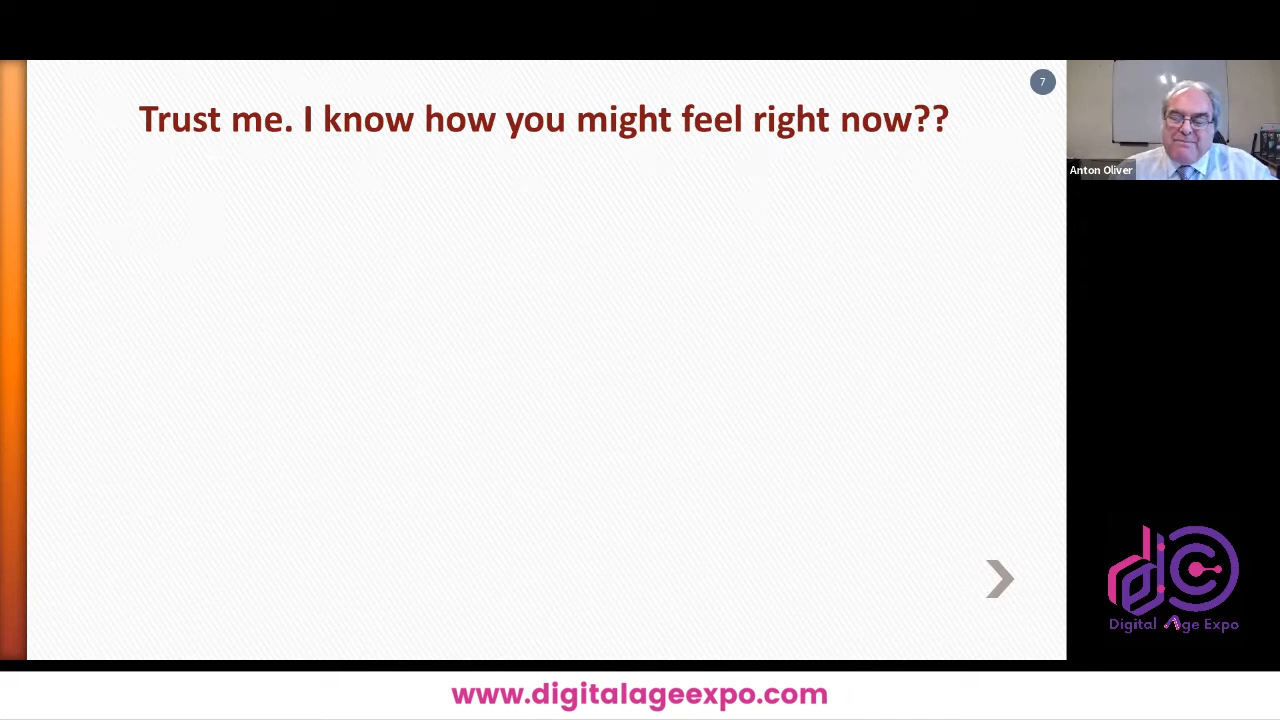 Trust me. I know how you might feel right now??
7
Anton Oliver
Digital Age Expo
www.digitalageexpo.com